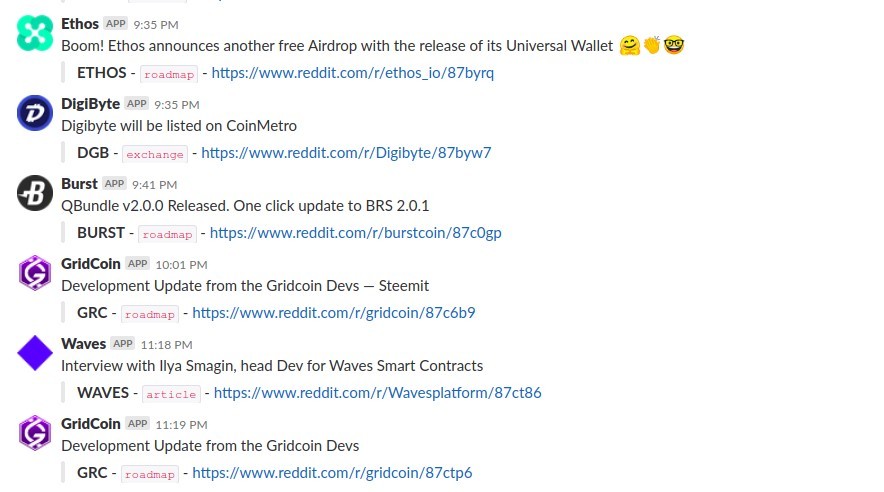 Ethos APP 9:35 PM
Boom! Ethos announces another free Airdrop with the release of its Universal Wallet 🤗👏🤓
ETHOS - roadmap - https://www.reddit.com/r/ethos_io/87byrq
DigiByte APP 9:35 PM
Digibyte will be listed on CoinMetro
DGB - exchange - https://www.reddit.com/r/Digibyte/87byw7
Burst APP 9:41 PM
QBundle v2.0.0 Released. One click update to BRS 2.0.1
BURST - roadmap - https://www.reddit.com/r/burstcoin/87c0gp
GridCoin APP 10:01 PM
Development Update from the Gridcoin Devs — Steemit
GRC - roadmap - https://www.reddit.com/r/gridcoin/87c6b9
Waves APP 11:18 PM
Interview with Ilya Smagin, head Dev for Waves Smart Contracts
WAVES - article - https://www.reddit.com/r/Wavesplatform/87ct86
GridCoin APP 11:19 PM
Development Update from the Gridcoin Devs
GRC - roadmap - https://www.reddit.com/r/gridcoin/87ctp6